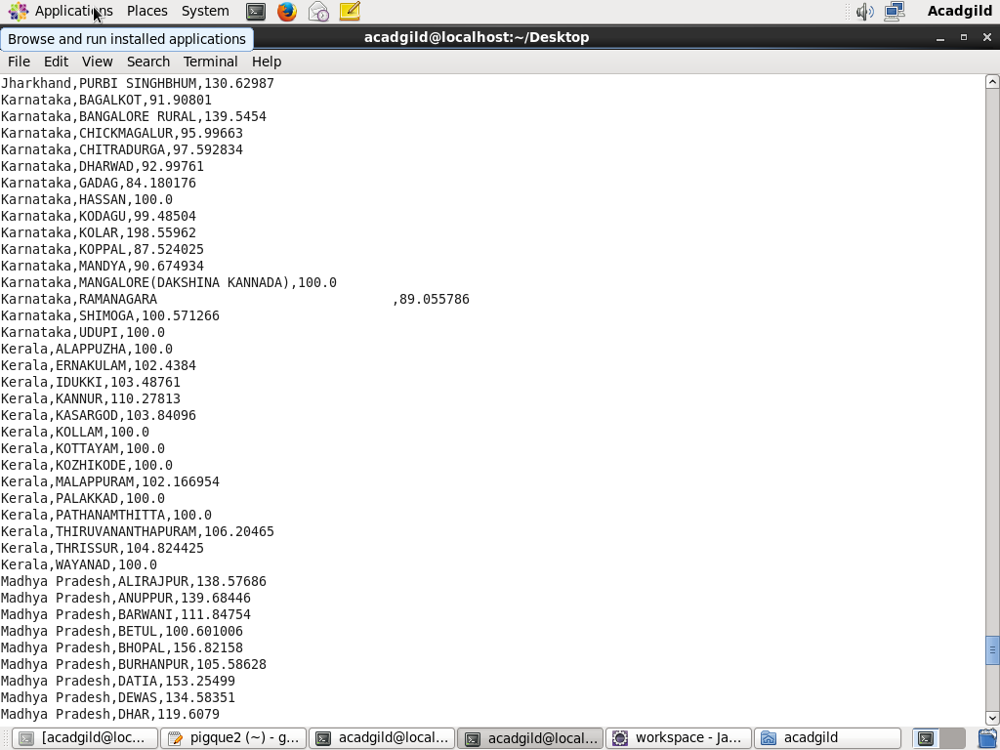 Applications Places System Acadgild
Browse and run installed applications
acadgild@localhost:~/Desktop
File Edit View Search Terminal Help
Jharkhand,PURBI SINGHBHUM,130.62987
Karnataka,BAGALKOT,91.90801
Karnataka,BANGALORE RURAL,139.5454
Karnataka,CHICKMAGALUR,95.99663
Karnataka,CHITRADURGA,97.592834
Karnataka,DHARWAD,92.99761
Karnataka,GADAG,84.180176
Karnataka,HASSAN,100.0
Karnataka,KODAGU,99.48504
Karnataka,KOLAR,198.55962
Karnataka,KOPPAL,87.524025
Karnataka,MANDYA,90.674934
Karnataka,MANGALORE(DAKSHINA KANNADA),100.0
Karnataka,RAMANAGARA                              ,89.055786
Karnataka,SHIMOGA,100.571266
Karnataka,UDUPI,100.0
Kerala,ALAPPUZHA,100.0
Kerala,ERNAKULAM,102.4384
Kerala,IDUKKI,103.48761
Kerala,KANNUR,110.27813
Kerala,KASARGOD,103.84096
Kerala,KOLLAM,100.0
Kerala,KOTTAYAM,100.0
Kerala,KOZHIKODE,100.0
Kerala,MALAPPURAM,102.166954
Kerala,PALAKKAD,100.0
Kerala,PATHANAMTHITTA,100.0
Kerala,THIRUVANANTHAPURAM,106.20465
Kerala,THRISSUR,104.824425
Kerala,WAYANAD,100.0
Madhya Pradesh,ALIRAJPUR,138.57686
Madhya Pradesh,ANUPPUR,139.68446
Madhya Pradesh,BARWANI,111.84754
Madhya Pradesh,BETUL,100.601006
Madhya Pradesh,BHOPAL,156.82158
Madhya Pradesh,BURHANPUR,105.58628
Madhya Pradesh,DATIA,153.25499
Madhya Pradesh,DEWAS,134.58351
Madhya Pradesh,DHAR,119.6079
[acadgild@loc... pigque2 (~) - g... acadgild@local... acadgild@local... workspace - Ja... acadgild